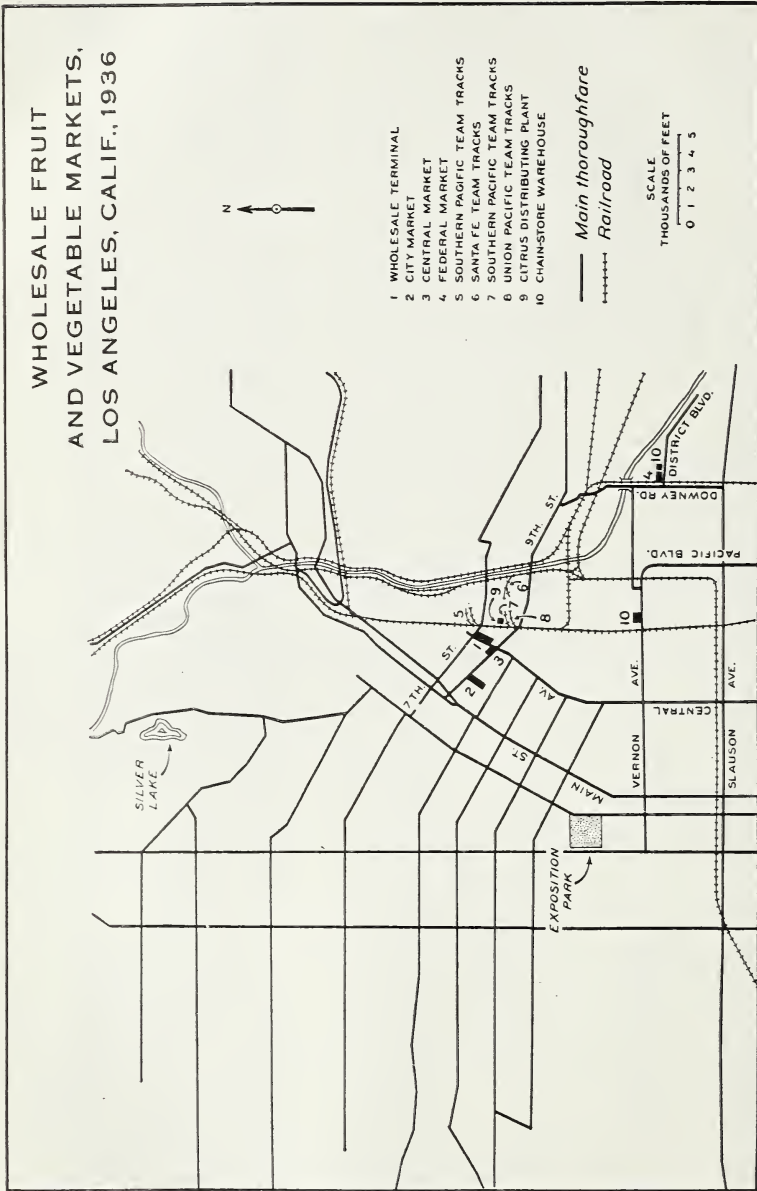 WHOLESALE FRUIT
AND VEGETABLE MARKETS,
LOS ANGELES, CALIF., 1936
N
1 WHOLESALE TERMINAL
2 CITY MARKET
3 CENTRAL MARKET
4 FEDERAL MARKET
5 SOUTHERN PACIFIC TEAM TRACKS
6 SANTA FE TEAM TRACKS
7 SOUTHERN PACIFIC TEAM TRACKS
8 UNION PACIFIC TEAM TRACKS
9 CITRUS DISTRIBUTING PLANT
10 CHAIN-STORE WAREHOUSE
Main thoroughfare
Railroad
SCALE
THOUSANDS OF FEET
0 1 2 3 4 5
SILVER
LAKE
7TH. ST.
5
1
9
6
7
3
8
2
9TH. ST.
MAIN ST.
CENTRAL AV.
EXPOSITION
PARK
VERNON AVE.
10
SLAUSON AVE.
PACIFIC BLVD.
DOWNEY RD.
4 10
DISTRICT BLVD.